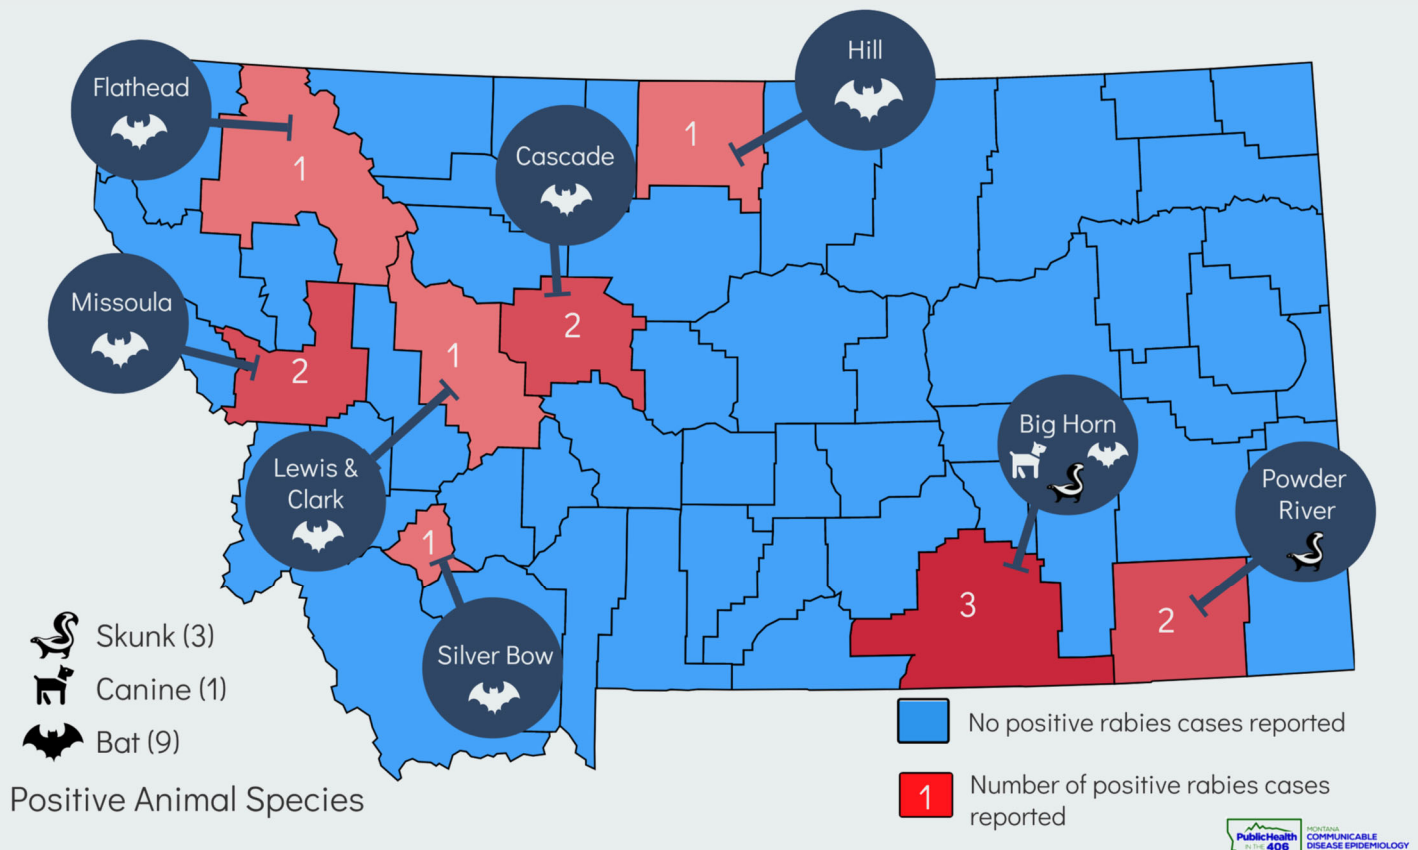 Flathead
Hill
Cascade
1
1
Missoula
2
1
2
Big Horn
Lewis &
Clark
Powder
River
1
3
2
Silver Bow
Skunk (3)
Canine (1)
Bat (9)
Positive Animal Species
No positive rabies cases reported
1
Number of positive rabies cases
reported
PublicHealth
IN THE 406
MONTANA
COMMUNICABLE
DISEASE EPIDEMIOLOGY